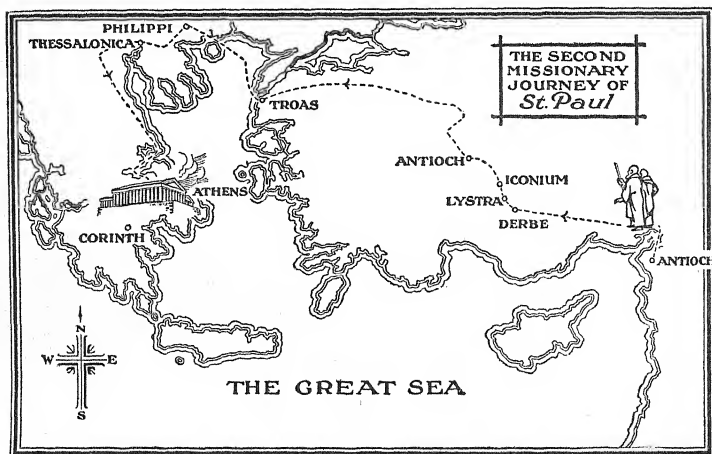 PHILIPPI
THESSALONICA
THE SECOND
MISSIONARY
JOURNEY OF
St. Paul
TROAS
ANTIOCH
ICONIUM
ATHENS
LYSTRA
DERBE
CORINTH
ANTIOCH
N
W E
S
THE GREAT SEA